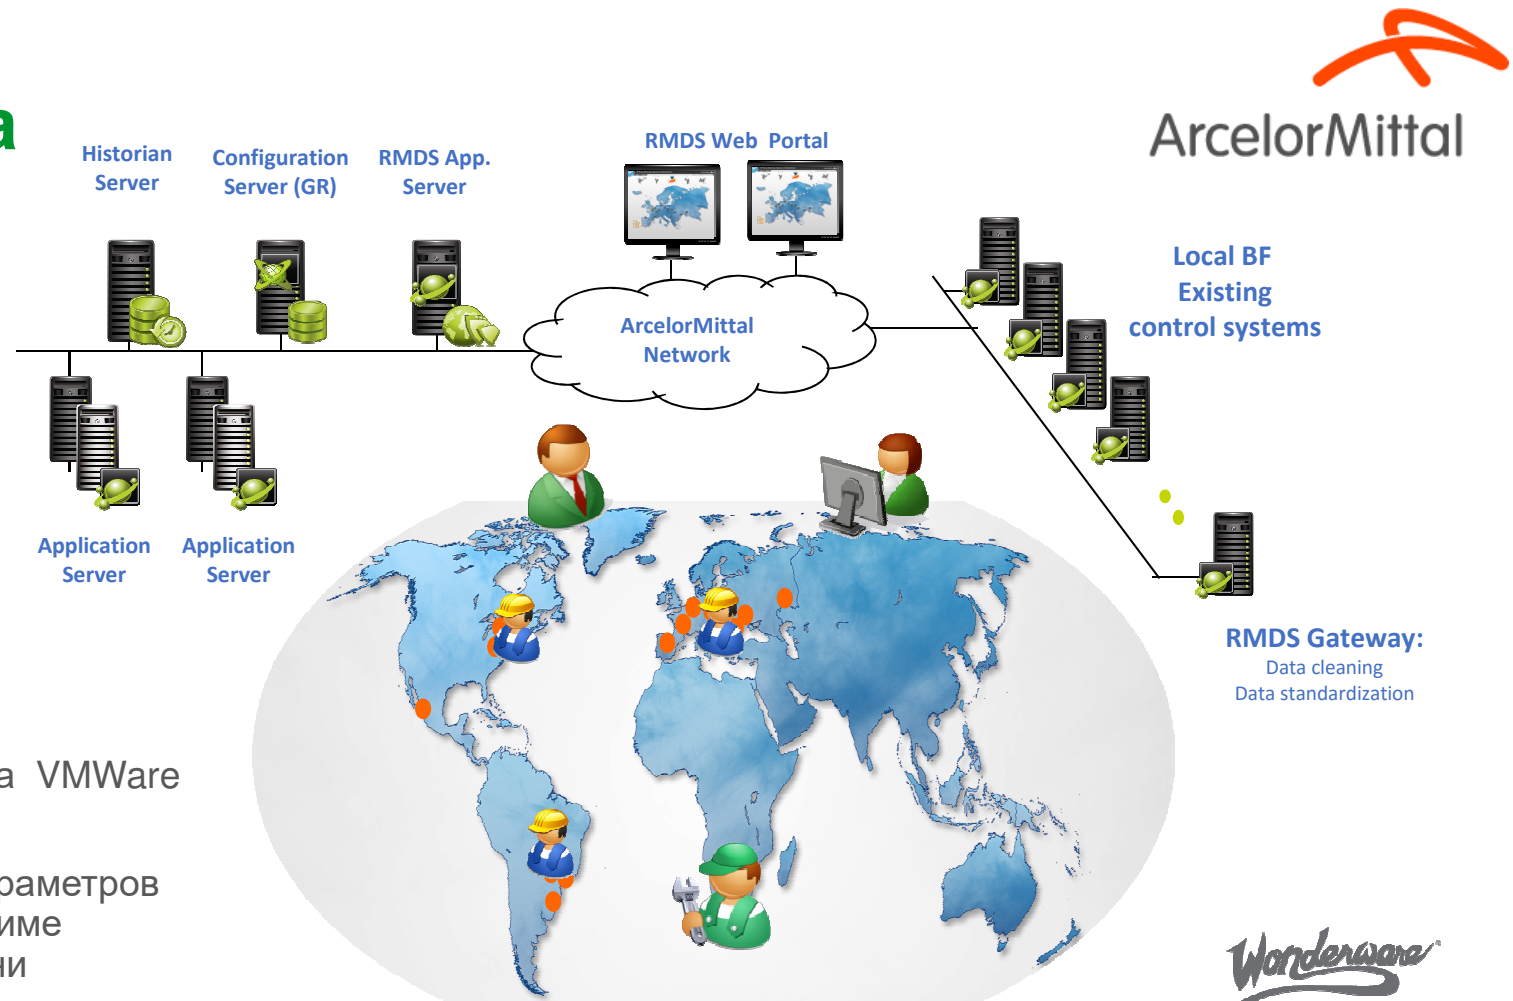 а
Historian
Server
Configuration
Server (GR)
RMDS App.
Server
RMDS Web Portal
ArcelorMittal
ArcelorMittal
Network
Local BF
Existing
control systems
Application
Server
Application
Server
RMDS Gateway:
Data cleaning
Data standardization
а VMWare
раметров
име
ни
Wonderware